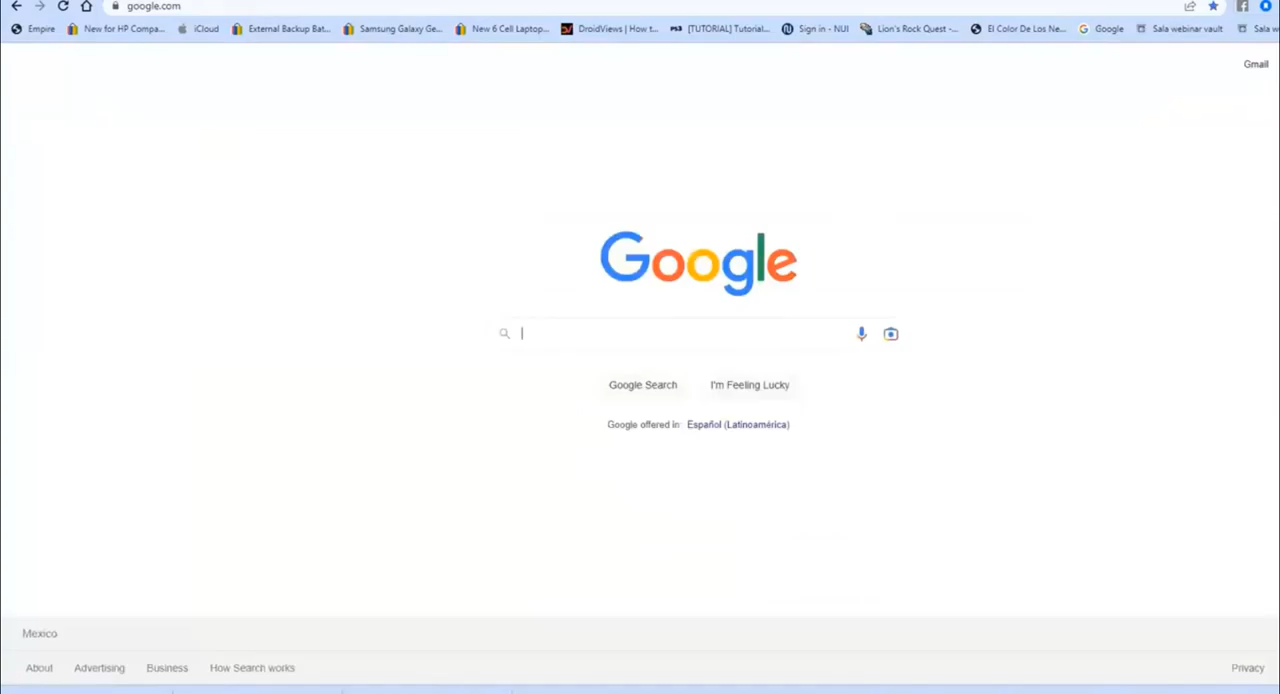 google.com
Empire New for HP Compa... iCloud External Backup Bat... Samsung Galaxy Ge... New 6 Cell Laptop... DroidViews | How t... PS3 [TUTORIAL] Tutorial... Sign in - NUI Lion's Rock Quest -... El Color De Los Ne... Google Sala webinar vault Sala w
Gmail
Google
Google Search I'm Feeling Lucky
Google offered in: Español (Latinoamérica)
Mexico
About Advertising Business How Search works Privacy